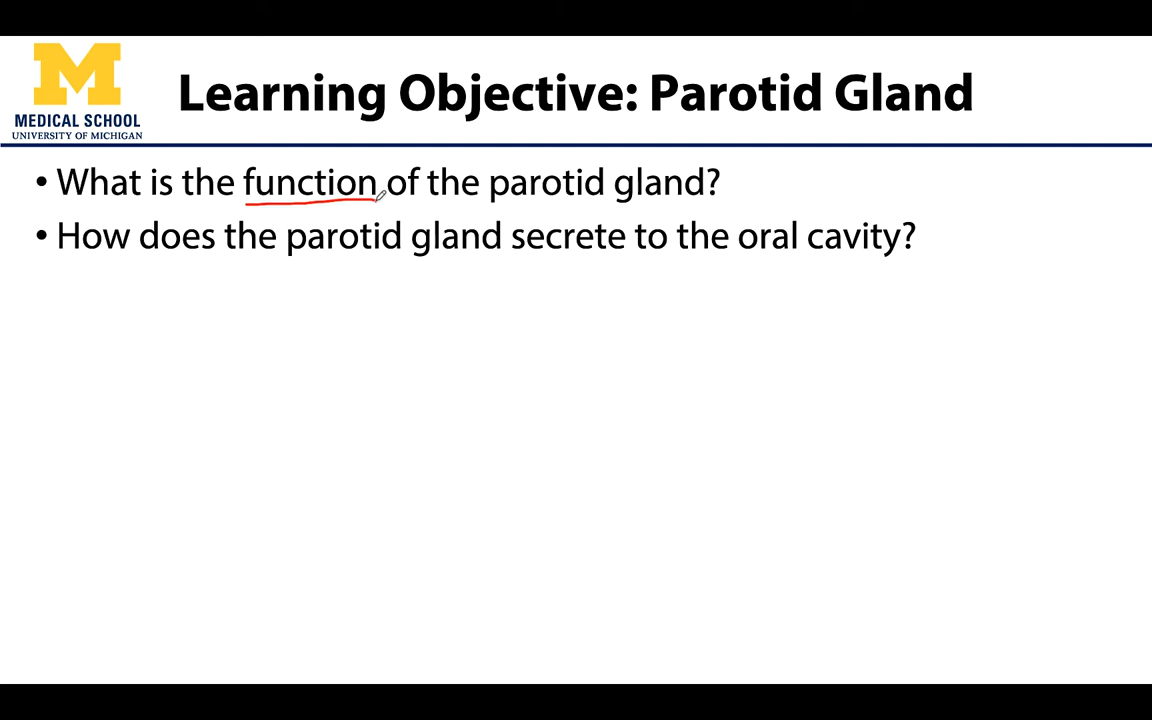 M
MEDICAL SCHOOL
UNIVERSITY OF MICHIGAN
Learning Objective: Parotid Gland
• What is the function of the parotid gland?
• How does the parotid gland secrete to the oral cavity?